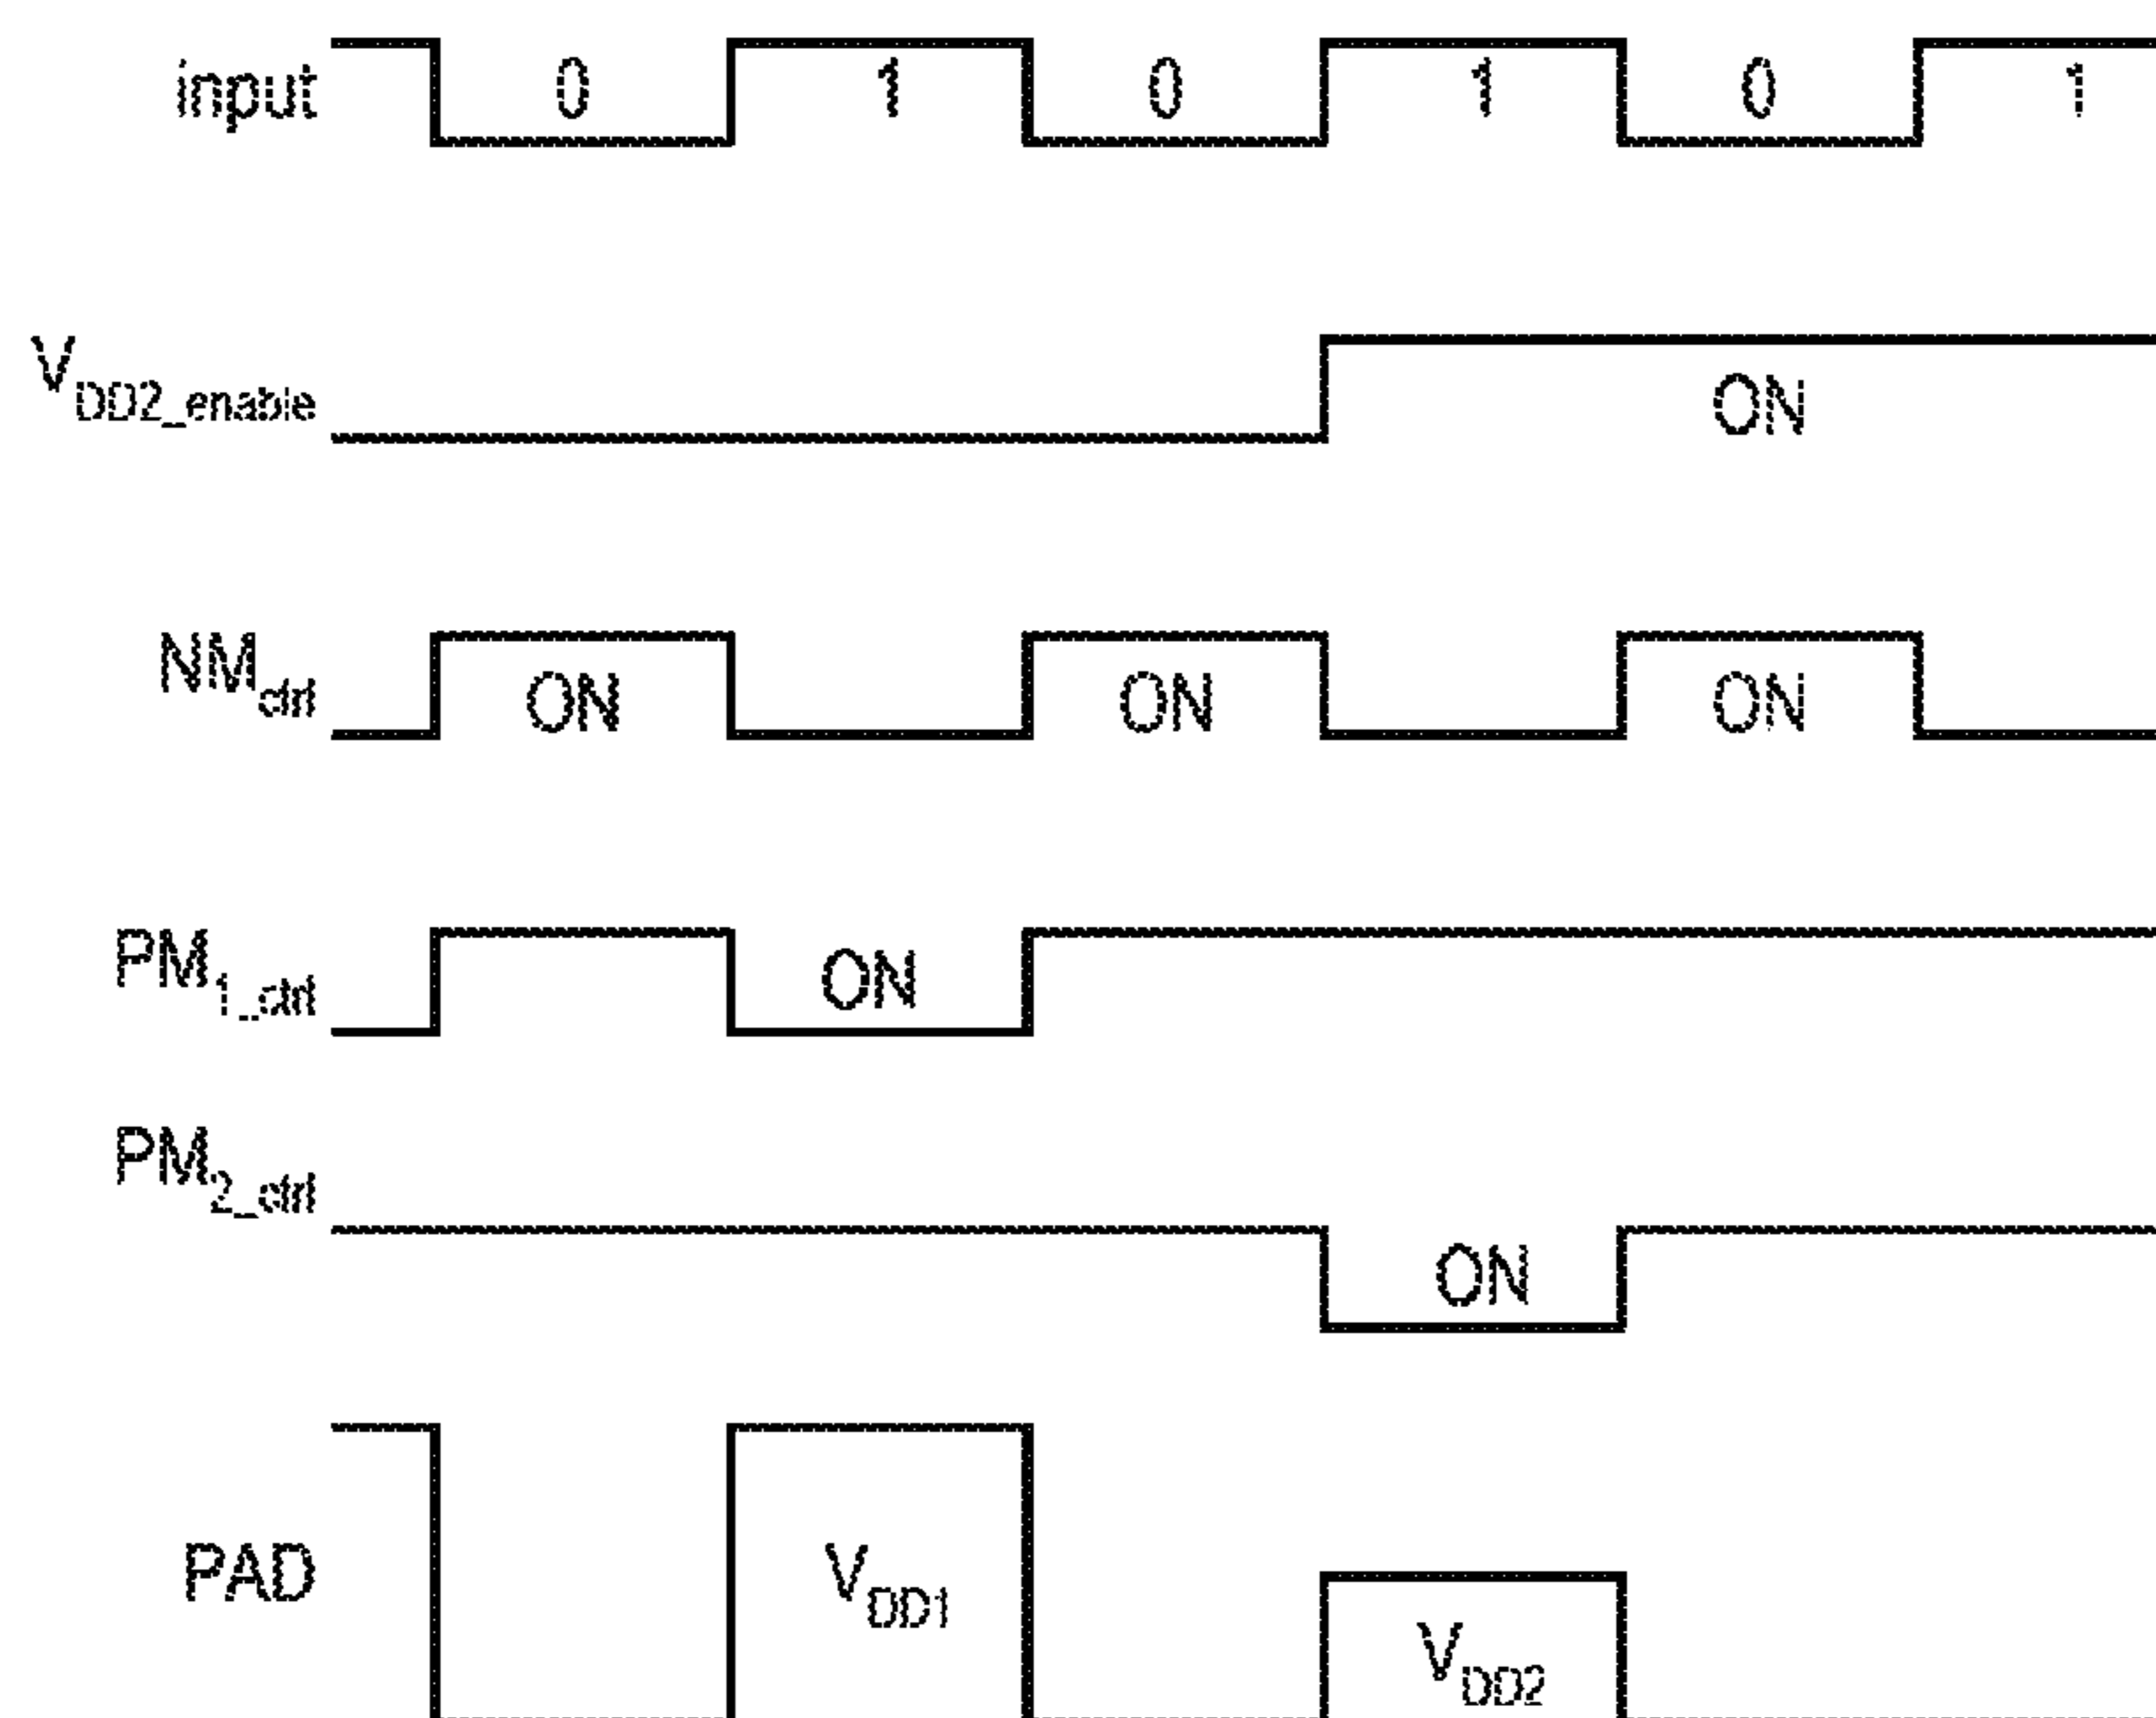 input 0 1 0 1 0 1
VDD2_enable ON
NMctrl ON ON ON
PM1_ctrl ON
PM2_ctrl ON
PAD VDD1 VDD2